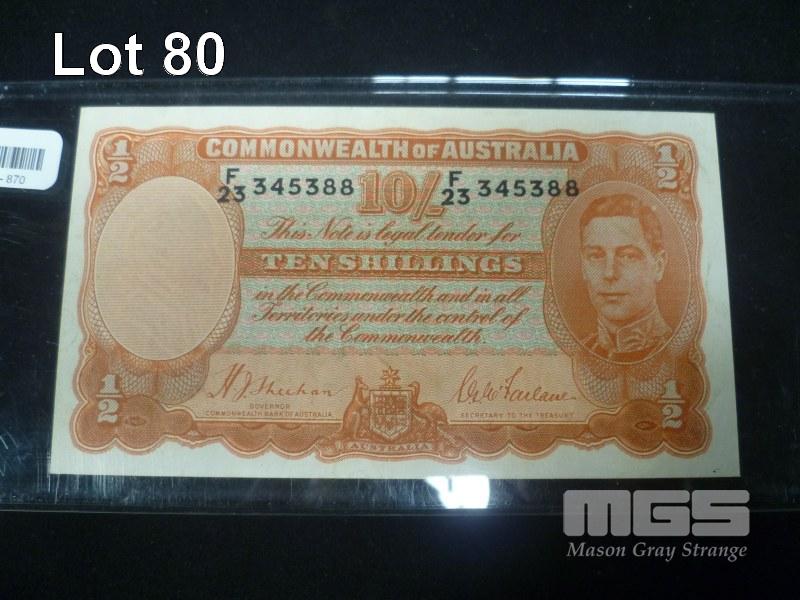 Lot 80
- 870
1/2
1/2
COMMONWEALTH OF AUSTRALIA
F/23 345388 10/- F/23 345388
This Note is legal tender for
TEN SHILLINGS
in the Commonwealth and in all
Territories under the control of
the Commonwealth.
H J Sheehan
S G McFarlane
GOVERNOR
COMMONWEALTH BANK OF AUSTRALIA.
SECRETARY TO THE TREASURY.
1/2
1/2
AUSTRALIA
MGS
Mason Gray Strange